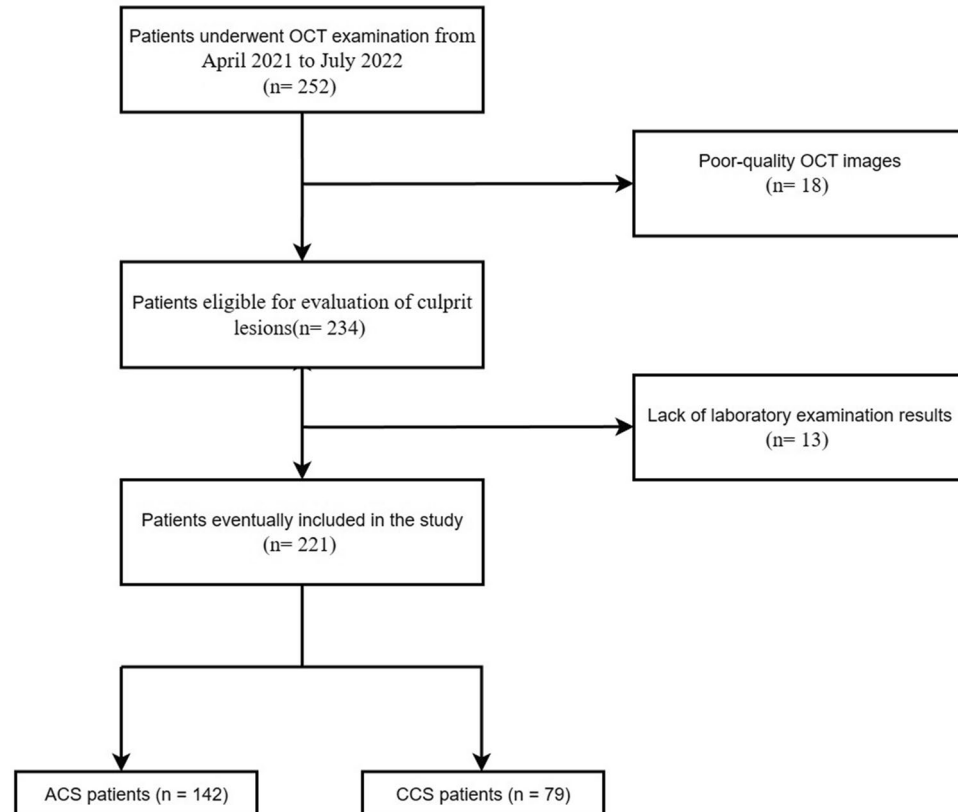 Patients underwent OCT examination from
April 2021 to July 2022
(n= 252)
Poor-quality OCT images
(n= 18)
Patients eligible for evaluation of culprit
lesions(n= 234)
Lack of laboratory examination results
(n= 13)
Patients eventually included in the study
(n= 221)
ACS patients (n = 142)
CCS patients (n = 79)